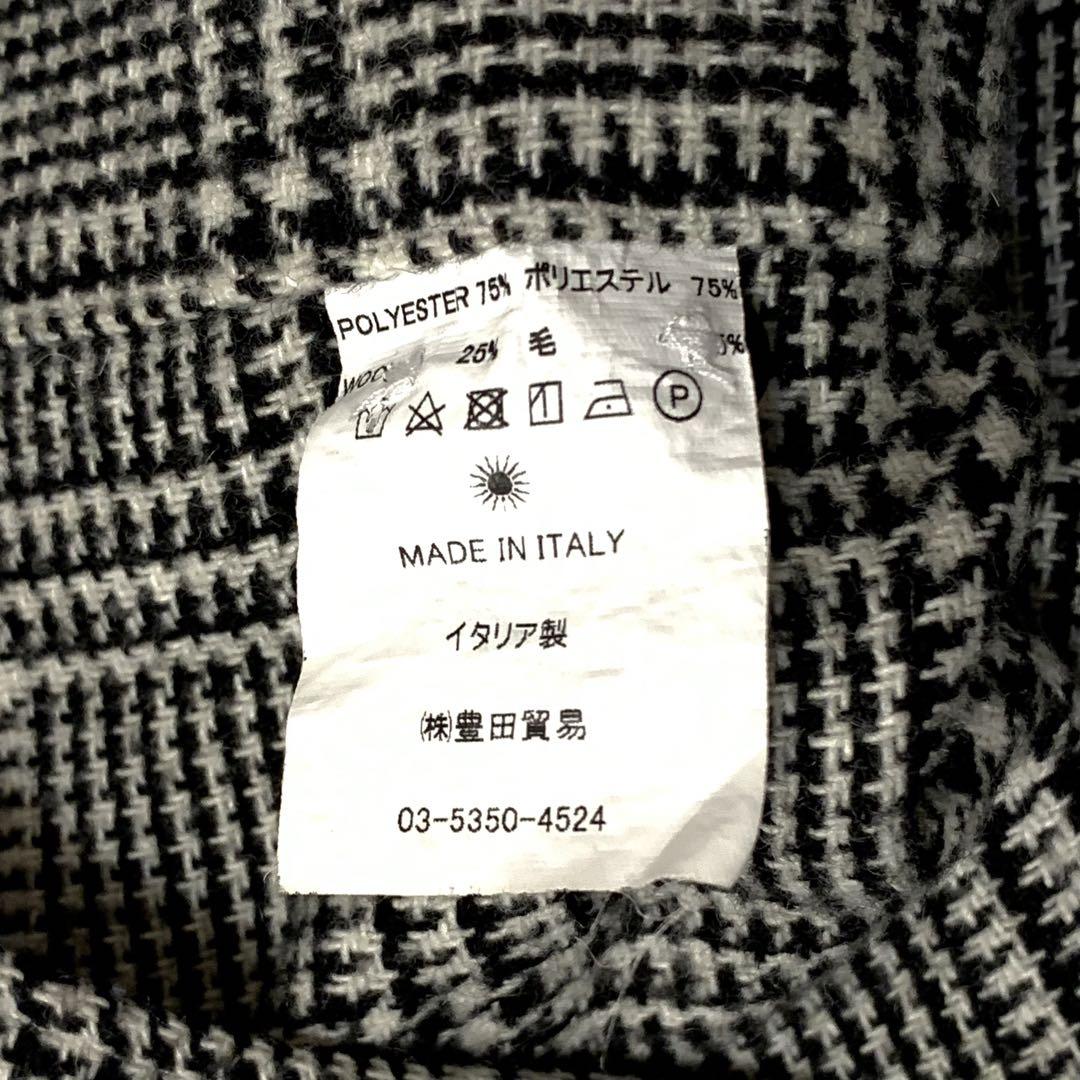 POLYESTER 75% ポリエステル 75%
25% 毛
P
MADE IN ITALY
イタリア製
㈱豊田貿易
03-5350-4524